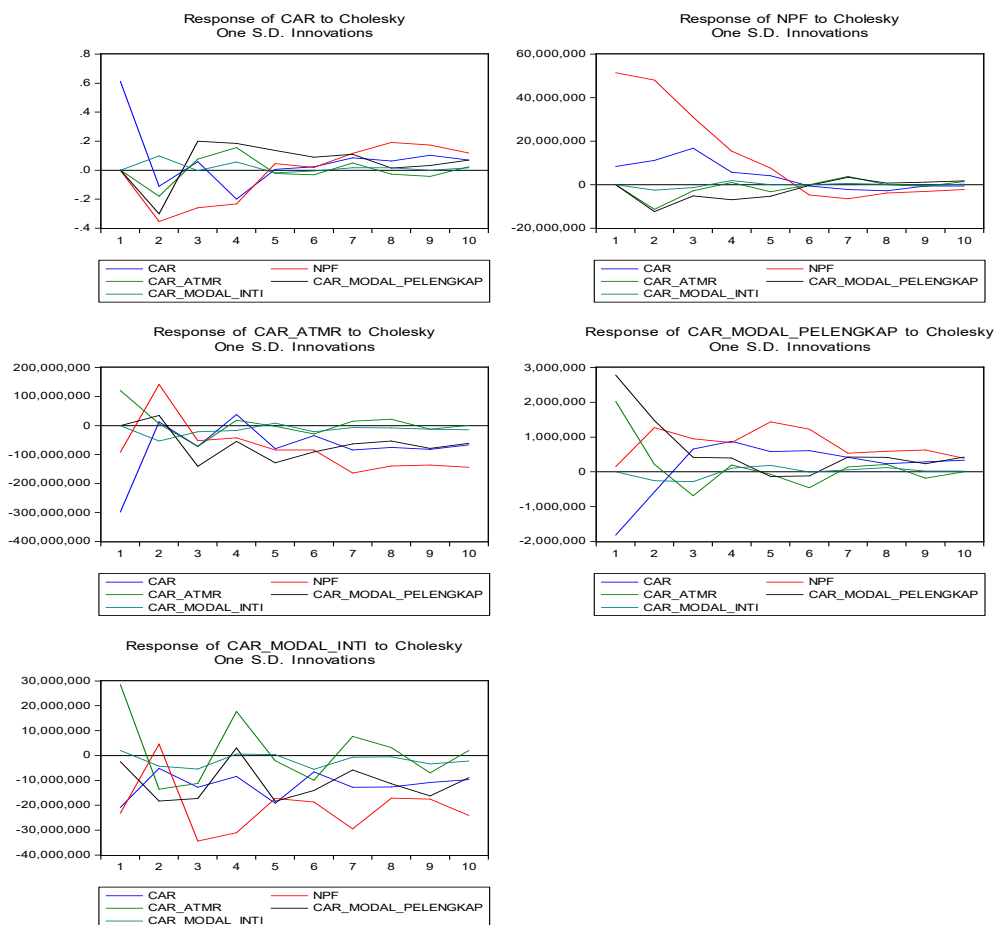 Response of CAR to Cholesky
One S.D. Innovations
.8
.6
.4
.2
.0
-.2
-.4
1 2 3 4 5 6 7 8 9 10
CAR NPF
CAR_ATMR CAR_MODAL_PELENGKAP
CAR_MODAL_INTI
Response of NPF to Cholesky
One S.D. Innovations
60,000,000
40,000,000
20,000,000
0
-20,000,000
1 2 3 4 5 6 7 8 9 10
CAR NPF
CAR_ATMR CAR_MODAL_PELENGKAP
CAR_MODAL_INTI
Response of CAR_ATMR to Cholesky
One S.D. Innovations
200,000,000
100,000,000
0
-100,000,000
-200,000,000
-300,000,000
-400,000,000
1 2 3 4 5 6 7 8 9 10
CAR NPF
CAR_ATMR CAR_MODAL_PELENGKAP
CAR_MODAL_INTI
Response of CAR_MODAL_PELENGKAP to Cholesky
One S.D. Innovations
3,000,000
2,000,000
1,000,000
0
-1,000,000
-2,000,000
1 2 3 4 5 6 7 8 9 10
CAR NPF
CAR_ATMR CAR_MODAL_PELENGKAP
CAR_MODAL_INTI
Response of CAR_MODAL_INTI to Cholesky
One S.D. Innovations
30,000,000
20,000,000
10,000,000
0
-10,000,000
-20,000,000
-30,000,000
-40,000,000
1 2 3 4 5 6 7 8 9 10
CAR NPF
CAR_ATMR CAR_MODAL_PELENGKAP
CAR_MODAL_INTI